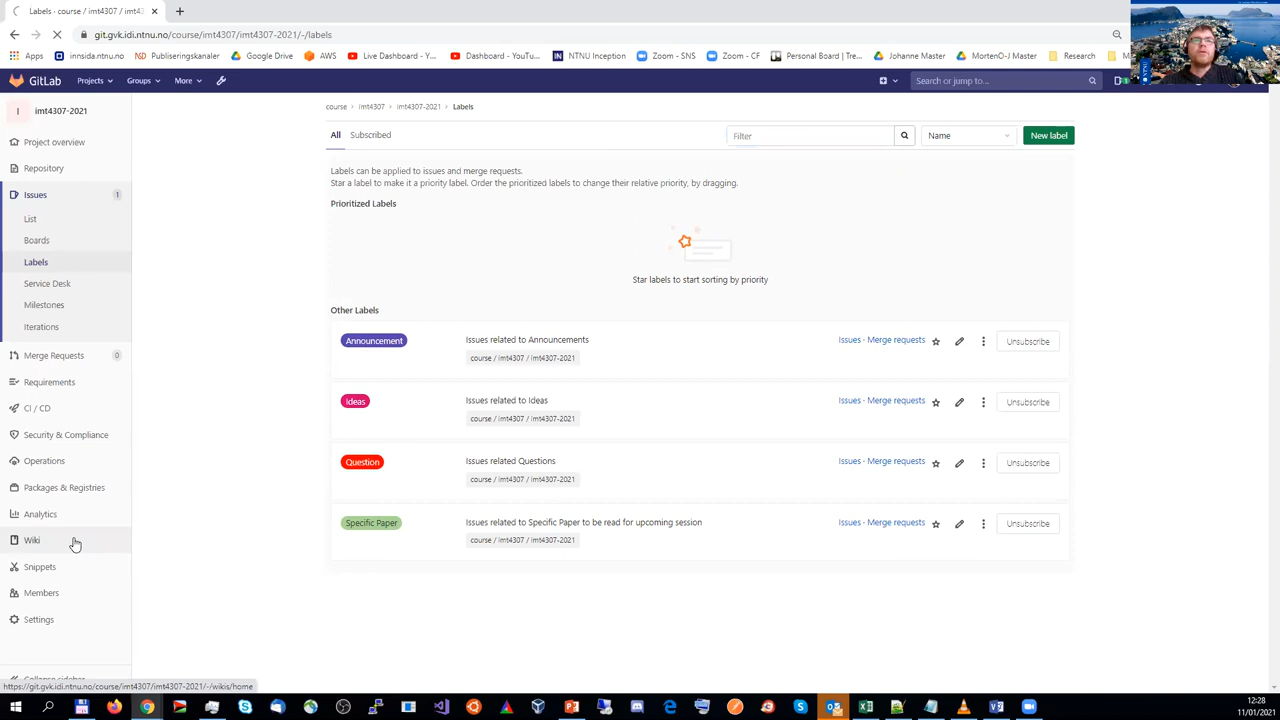 Labels · course / imt4307 / imt4
git.gvk.idi.ntnu.no/course/imt4307/imt4307-2021/-/labels
Apps
innsida.ntnu.no
Publiseringskanaler
Google Drive
AWS
Live Dashboard - Y...
Dashboard - YouTu...
NTNU Inception
Zoom - SNS
Zoom - CF
Personal Board | Tre...
Johanne Master
MortenO-J Master
Research
GitLab
Projects
Groups
More
Search or jump to...
1
I
imt4307-2021
Project overview
Repository
Issues 1
List
Boards
Labels
Service Desk
Milestones
Iterations
Merge Requests 0
Requirements
CI / CD
Security & Compliance
Operations
Packages & Registries
Analytics
Wiki
Snippets
Members
Settings
Collapse sidebar
course > imt4307 > imt4307-2021 > Labels
All Subscribed
Filter
Name
New label
Labels can be applied to issues and merge requests.
Star a label to make it a priority label. Order the prioritized labels to change their relative priority, by dragging.
Prioritized Labels
Star labels to start sorting by priority
Other Labels
Announcement Issues related to Announcements Issues · Merge requests Unsubscribe
course / imt4307 / imt4307-2021
Ideas Issues related to Ideas Issues · Merge requests Unsubscribe
course / imt4307 / imt4307-2021
Question Issues related Questions Issues · Merge requests Unsubscribe
course / imt4307 / imt4307-2021
Specific Paper Issues related to Specific Paper to be read for upcoming session Issues · Merge requests Unsubscribe
course / imt4307 / imt4307-2021
https://git.gvk.idi.ntnu.no/course/imt4307/imt4307-2021/-/wikis/home
12:28
11/01/2021